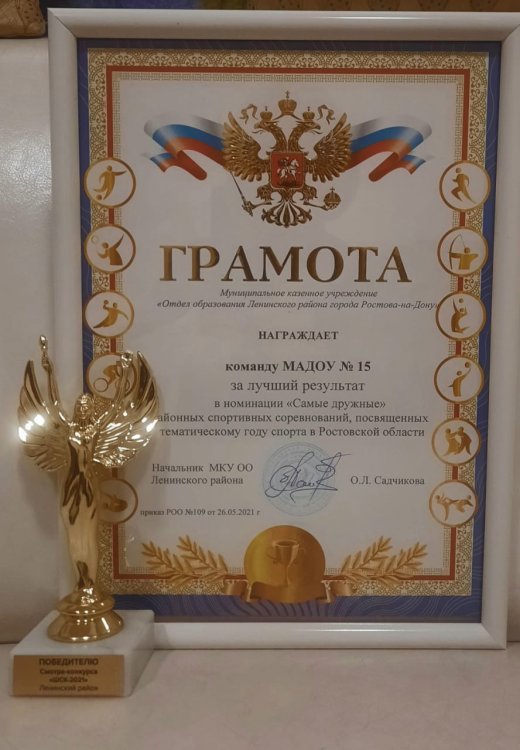 ГРАМОТА
Муниципальное казенное учреждение
«Отдел образования Ленинского района города Ростова-на-Дону»
НАГРАЖДАЕТ
команду МАДОУ № 15
за лучший результат
в номинации «Самые дружные»
айонных спортивных соревнований, посвященных
тематическому году спорта в Ростовской области
Начальник МКУ ОО
Ленинского района
О.Л. Садчикова
приказ РОО №109 от 26.05.2021 г
ПОБЕДИТЕЛЮ
Смотра-конкурса
«ШСК-2021»
Ленинский район